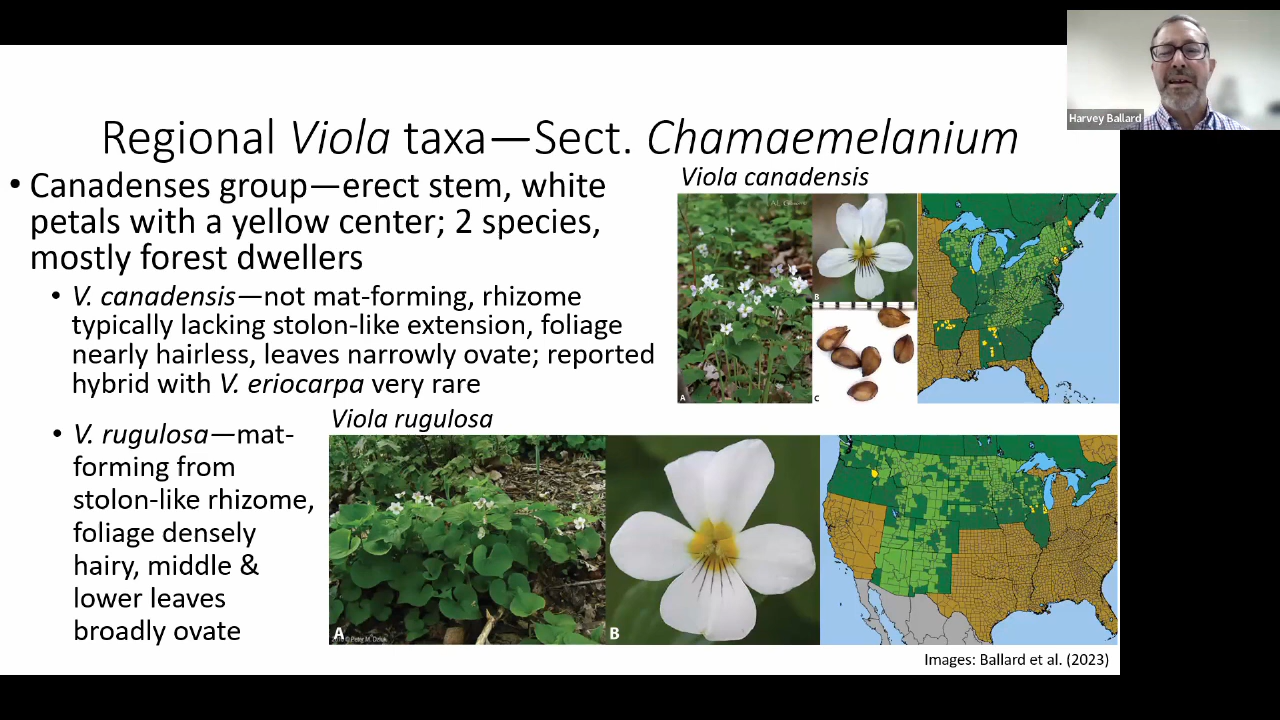 Harvey Ballard
Regional Viola taxa—Sect. Chamaemelanium
• Canadenses group—erect stem, white
petals with a yellow center; 2 species,
mostly forest dwellers
• V. canadensis—not mat-forming, rhizome
typically lacking stolon-like extension, foliage
nearly hairless, leaves narrowly ovate; reported
hybrid with V. eriocarpa very rare
Viola canadensis
A
B
C
• V. rugulosa—mat-
forming from
stolon-like rhizome,
foliage densely
hairy, middle &
lower leaves
broadly ovate
Viola rugulosa
A
B
Images: Ballard et al. (2023)